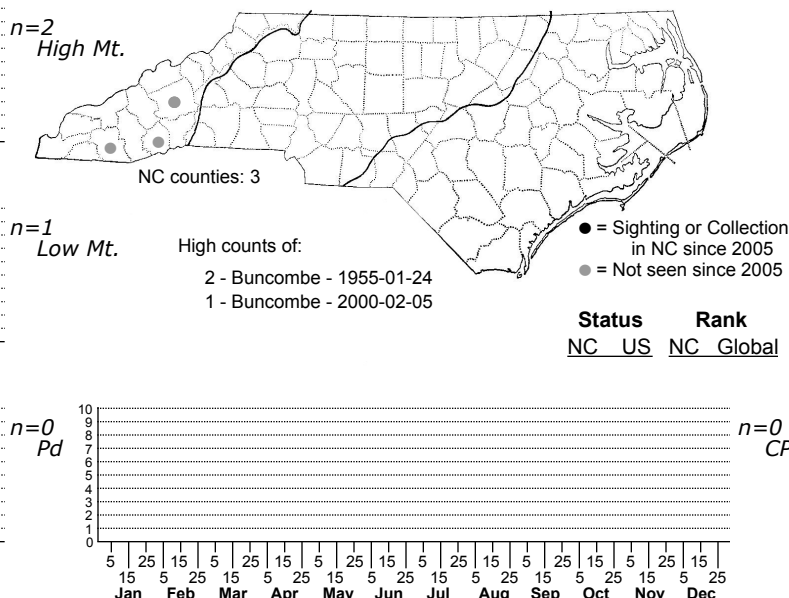 n=2
High Mt.
NC counties: 3
n=1
Low Mt.
High counts of:
2 - Buncombe - 1955-01-24
1 - Buncombe - 2000-02-05
● = Sighting or Collection
in NC since 2005
● = Not seen since 2005
Status Rank
NC US NC Global
n=0
Pd
10
9
8
7
6
5
4
3
2
1
0
n=0
CP
5 25 15 5 25 15 5 25 15 5 25 15 5 25 15 5 25 15
15 5 25 15 5 25 15 5 25 15 5 25 15 5 25 15 5 25
Jan Feb Mar Apr May Jun Jul Aug Sep Oct Nov Dec